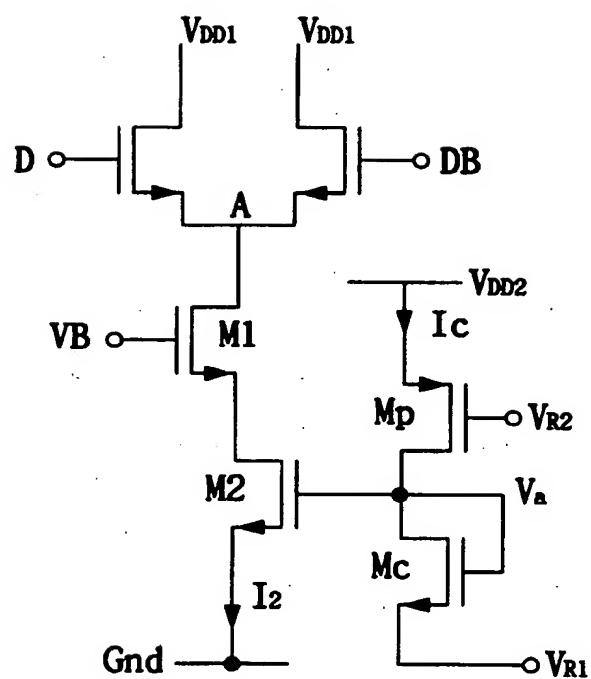 VDD1 VDD1
D DB
A
VDD2
Ic
VB M1
Mp VR2
M2 Va
Mc
I2
Gnd VR1